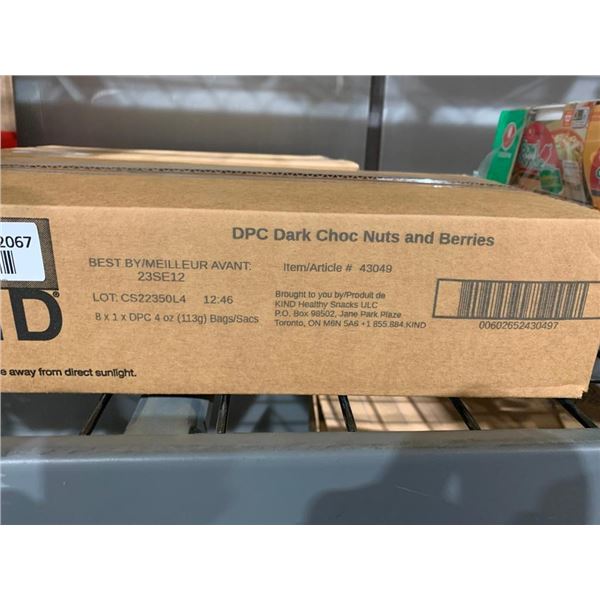 2067
DPC Dark Choc Nuts and Berries
BEST BY/MEILLEUR AVANT:
23SE12
Item/Article # 43049
LOT: CS22350L4 12:46
8 x 1 x DPC 4 oz (113g) Bags/Sacs
Brought to you by/Produit de
KIND Healthy Snacks ULC
P.O. Box 98502, Jane Park Plaze
Toronto, ON M6N 5A6 +1 855.884.KIND
00602652430497
D®
e away from direct sunlight.